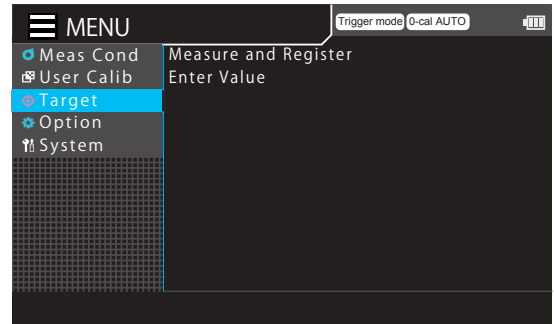 MENU
Trigger mode 0-cal AUTO
Meas Cond
User Calib
Target
Option
System
Measure and Register
Enter Value